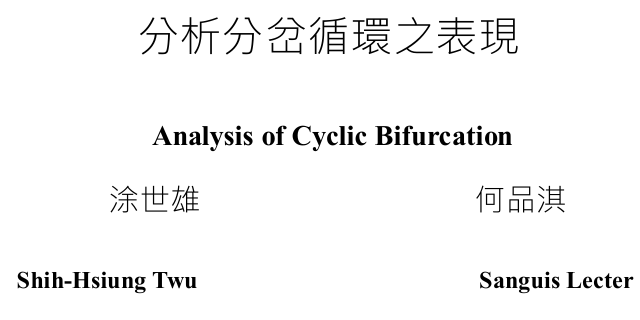 分析分岔循環之表現
Analysis of Cyclic Bifurcation
涂世雄 何品淇
Shih-Hsiung Twu Sanguis Lecter